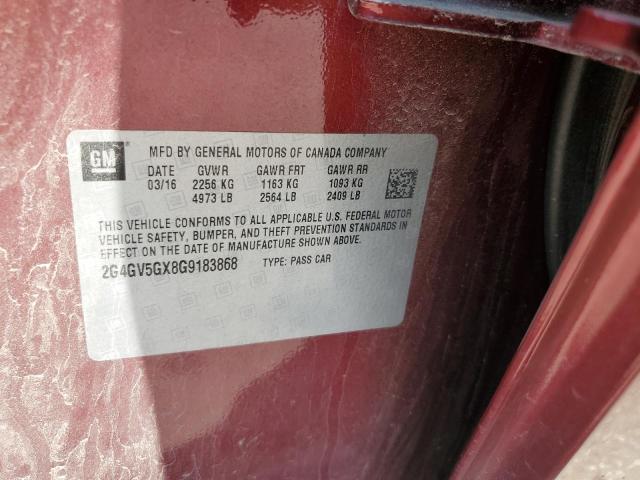 GM
MFD BY GENERAL MOTORS OF CANADA COMPANY
DATE GVWR GAWR FRT GAWR RR
03/16 2256 KG 1163 KG 1093 KG
4973 LB 2564 LB 2409 LB
THIS VEHICLE CONFORMS TO ALL APPLICABLE U.S. FEDERAL MOTOR
VEHICLE SAFETY, BUMPER, AND THEFT PREVENTION STANDARDS IN
EFFECT ON THE DATE OF MANUFACTURE SHOWN ABOVE.
2G4GV5GX8G9183868 TYPE: PASS CAR